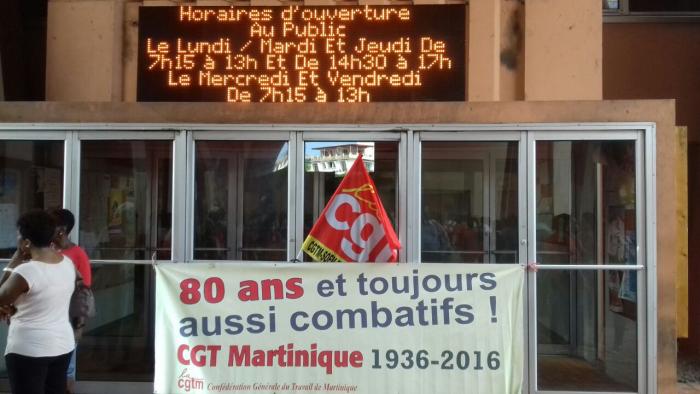 Horaires d'ouverture
Au Public
Le Lundi / Mardi Et Jeudi De
7h15 à 13h Et De 14h30 à 17h
Le Mercredi Et Vendredi
De 7h15 à 13h
la
cgt
80 ans et toujours
aussi combatifs !
CGT Martinique 1936-2016
la
cgtm
Confédération Générale du Travail de Martinique